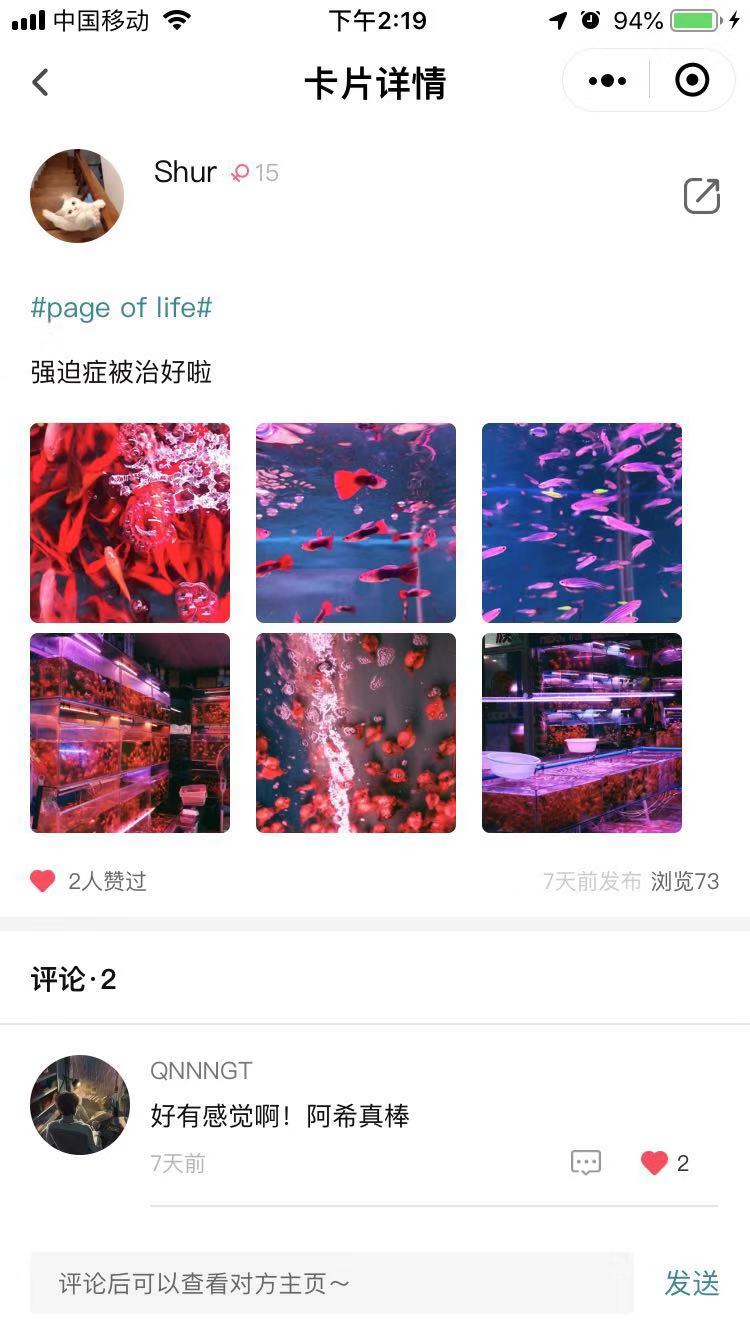 中国移动
下午2:19
94%
卡片详情
Shur 15
#page of life#
强迫症被治好啦
2人赞过
7天前发布 浏览73
评论·2
QNNNGT
好有感觉啊！阿希真棒
7天前
2
评论后可以查看对方主页～
发送